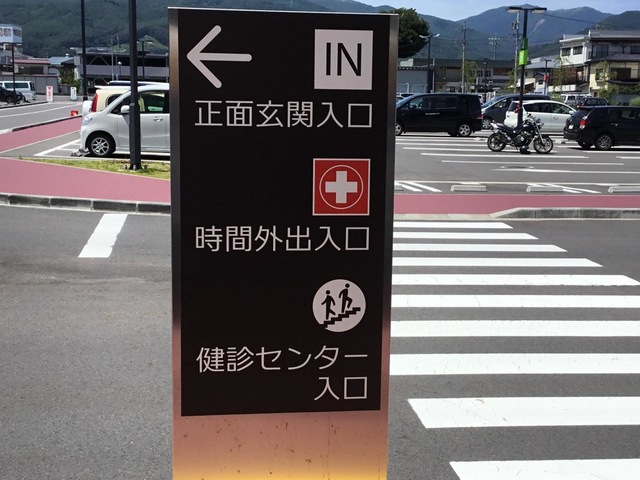 IN
正面玄関入口
時間外出入口
健診センター
入口